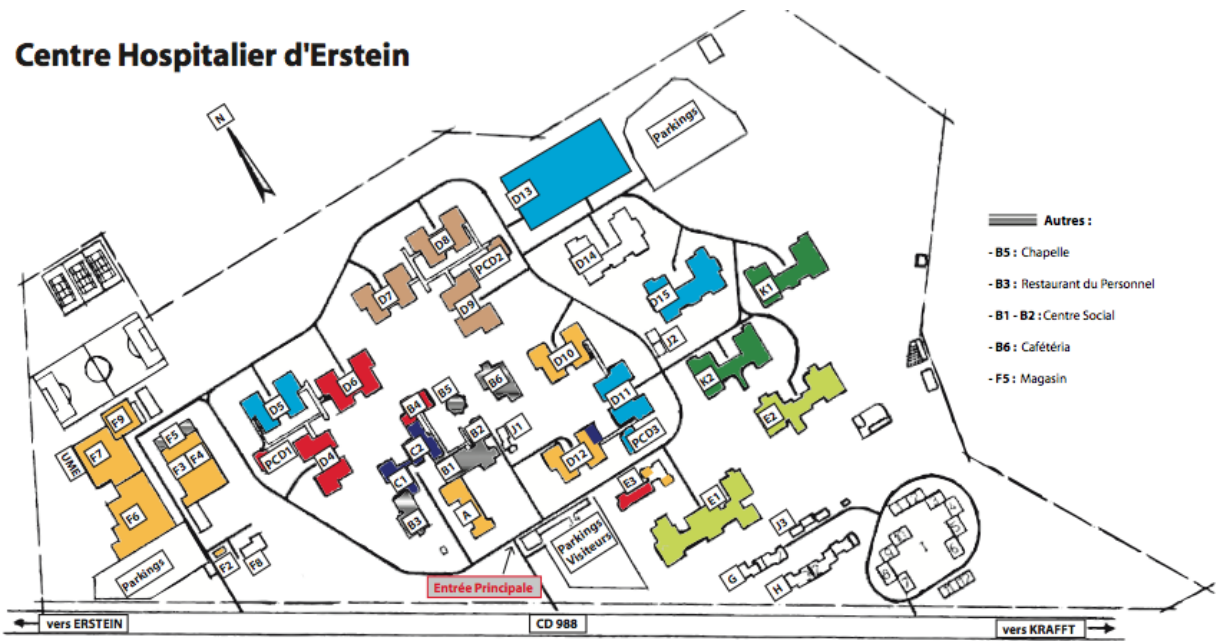 Centre Hospitalier d'Erstein
N
Parkings
D13
D8
D14
PCD2
K1
D7
D15
D9
J2
D10
D6
B6
K2
D5
B5
D11
B4
E2
F9
B2
J1
F5
PCD3
UME
F7
C2
D12
F4
PCD1
D4
B1
F3
C1
E3
E1
A
B3
F6
Parkings
Visiteurs
J3
F2
F8
Parkings
G
H
Entrée Principale
Autres :
- B5 : Chapelle
- B3 : Restaurant du Personnel
- B1 - B2 : Centre Social
- B6 : Cafétéria
- F5 : Magasin
vers ERSTEIN
CD 988
vers KRAFFT